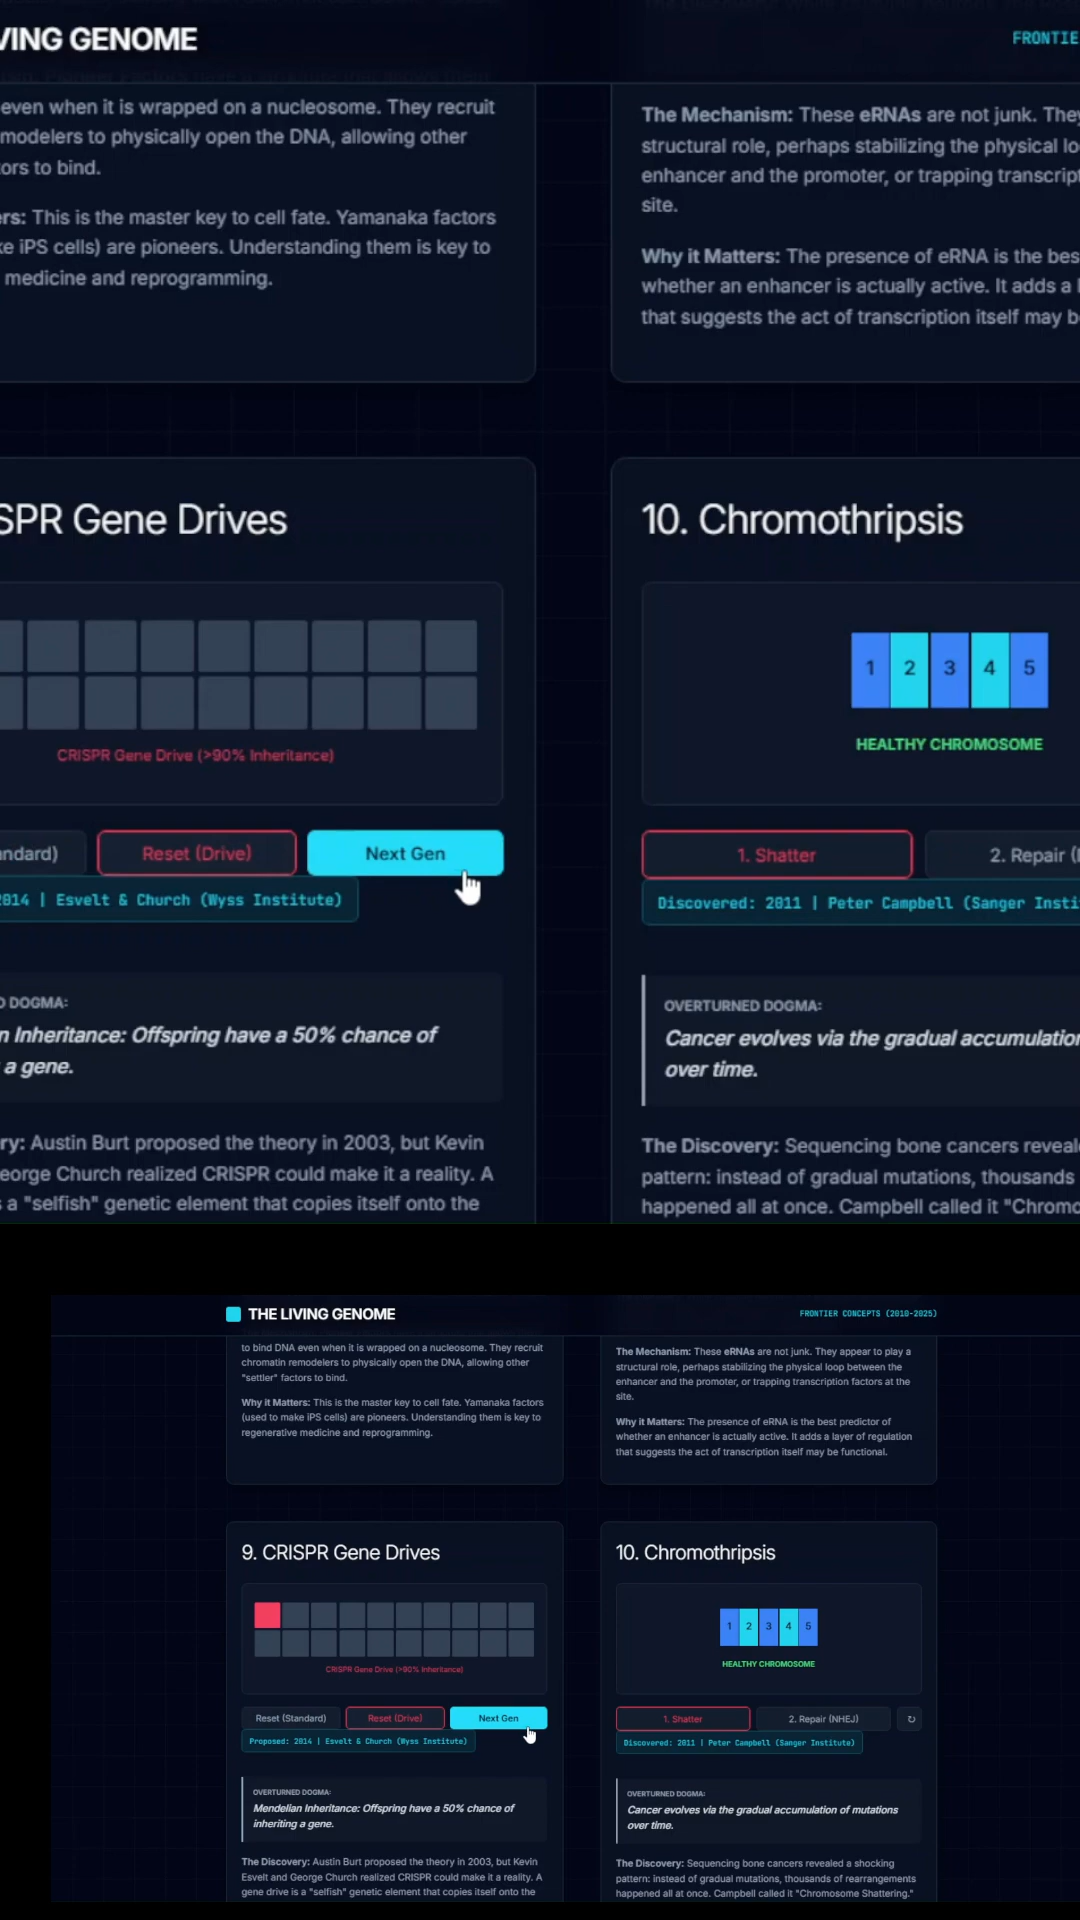 VING GENOME
FRONTIE
even when it is wrapped on a nucleosome. They recruit
modelers to physically open the DNA, allowing other
ors to bind.
rs: This is the master key to cell fate. Yamanaka factors
ke iPS cells) are pioneers. Understanding them is key to
medicine and reprogramming.
The Mechanism: These eRNAs are not junk. They
structural role, perhaps stabilizing the physical lo
enhancer and the promoter, or trapping transcript
site.
Why it Matters: The presence of eRNA is the bes
whether an enhancer is actually active. It adds a l
that suggests the act of transcription itself may b
SPR Gene Drives
CRISPR Gene Drive (>90% Inheritance)
andard)
Reset (Drive)
Next Gen
2014 | Esvelt & Church (Wyss Institute)
D DOGMA:
n Inheritance: Offspring have a 50% chance of
a gene.
ry: Austin Burt proposed the theory in 2003, but Kevin
George Church realized CRISPR could make it a reality. A
s a "selfish" genetic element that copies itself onto the
10. Chromothripsis
1 2 3 4 5
HEALTHY CHROMOSOME
1. Shatter
2. Repair (
Discovered: 2011 | Peter Campbell (Sanger Insti
OVERTURNED DOGMA:
Cancer evolves via the gradual accumulation
over time.
The Discovery: Sequencing bone cancers reveale
pattern: instead of gradual mutations, thousands
happened all at once. Campbell called it "Chromo
THE LIVING GENOME
FRONTIER CONCEPTS (2010-2025)
to bind DNA even when it is wrapped on a nucleosome. They recruit
chromatin remodelers to physically open the DNA, allowing other
"settler" factors to bind.
Why it Matters: This is the master key to cell fate. Yamanaka factors
(used to make iPS cells) are pioneers. Understanding them is key to
regenerative medicine and reprogramming.
The Mechanism: These eRNAs are not junk. They appear to play a
structural role, perhaps stabilizing the physical loop between the
enhancer and the promoter, or trapping transcription factors at the
site.
Why it Matters: The presence of eRNA is the best predictor of
whether an enhancer is actually active. It adds a layer of regulation
that suggests the act of transcription itself may be functional.
9. CRISPR Gene Drives
CRISPR Gene Drive (>90% Inheritance)
Reset (Standard)
Reset (Drive)
Next Gen
Proposed: 2014 | Esvelt & Church (Wyss Institute)
OVERTURNED DOGMA:
Mendelian Inheritance: Offspring have a 50% chance of
inheriting a gene.
The Discovery: Austin Burt proposed the theory in 2003, but Kevin
Esvelt and George Church realized CRISPR could make it a reality. A
gene drive is a "selfish" genetic element that copies itself onto the
10. Chromothripsis
1 2 3 4 5
HEALTHY CHROMOSOME
1. Shatter
2. Repair (NHEJ)
↻
Discovered: 2011 | Peter Campbell (Sanger Institute)
OVERTURNED DOGMA:
Cancer evolves via the gradual accumulation of mutations
over time.
The Discovery: Sequencing bone cancers revealed a shocking
pattern: instead of gradual mutations, thousands of rearrangements
happened all at once. Campbell called it "Chromosome Shattering."